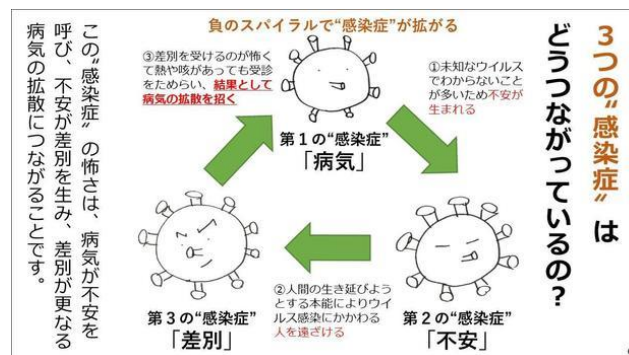 3つの〝感染症〟は
どうつながっているの?
負のスパイラルで“感染症”が拡がる
①未知なウイルス
でわからないこと
が多いため不安が
生まれる
第1の“感染症”
「病気」
第2の“感染症”
「不安」
②人間の生き延びよう
とする本能によりウイ
ルス感染にかかわる
人を遠ざける
第3の“感染症”
「差別」
③差別を受けるのが怖く
て熱や咳があっても受診
をためらい、結果として
病気の拡散を招く
この〝感染症〟の怖さは、病気が不安を
呼び、不安が差別を生み、差別が更なる
病気の拡散につながることです。